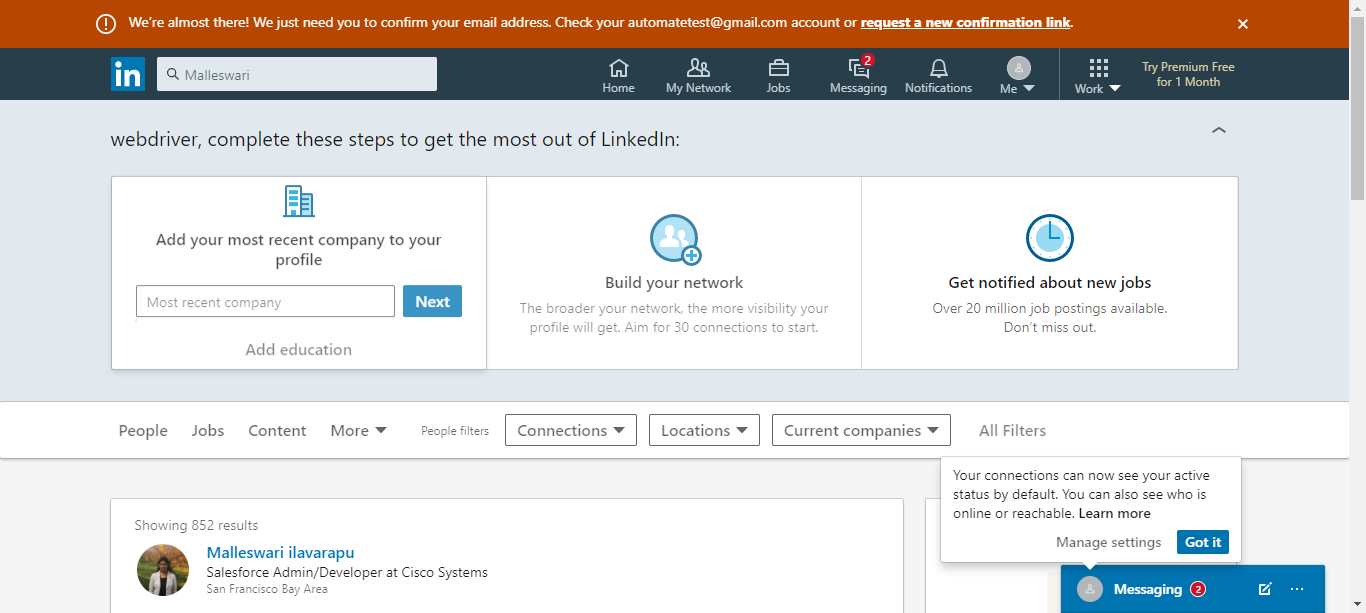 We're almost there! We just need you to confirm your email address. Check your automatetest@gmail.com account or request a new confirmation link.
in
Malleswari
Home
My Network
Jobs
2
Messaging
Notifications
Me
Work
Try Premium Free
for 1 Month
webdriver, complete these steps to get the most out of LinkedIn:
Add your most recent company to your
profile
Most recent company
Next
Add education
Build your network
The broader your network, the more visibility your
profile will get. Aim for 30 connections to start.
Get notified about new jobs
Over 20 million job postings available.
Don't miss out.
People
Jobs
Content
More
People filters
Connections
Locations
Current companies
All Filters
Your connections can now see your active
status by default. You can also see who is
online or reachable. Learn more
Manage settings
Got it
Showing 852 results
Malleswari ilavarapu
Salesforce Admin/Developer at Cisco Systems
San Francisco Bay Area
Messaging 2